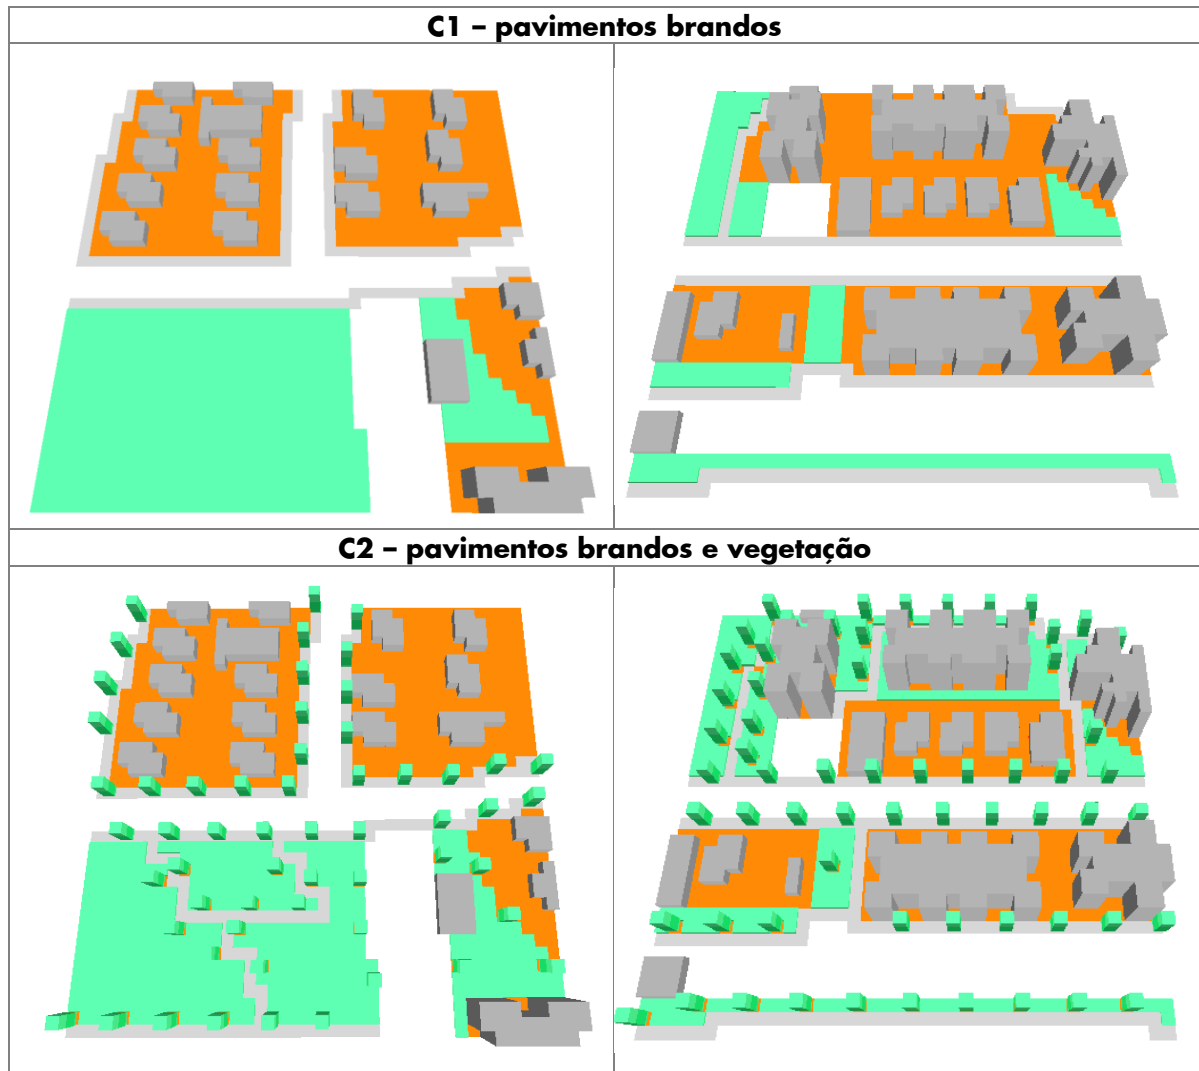 C1 – pavimentos brandos
C2 – pavimentos brandos e vegetação